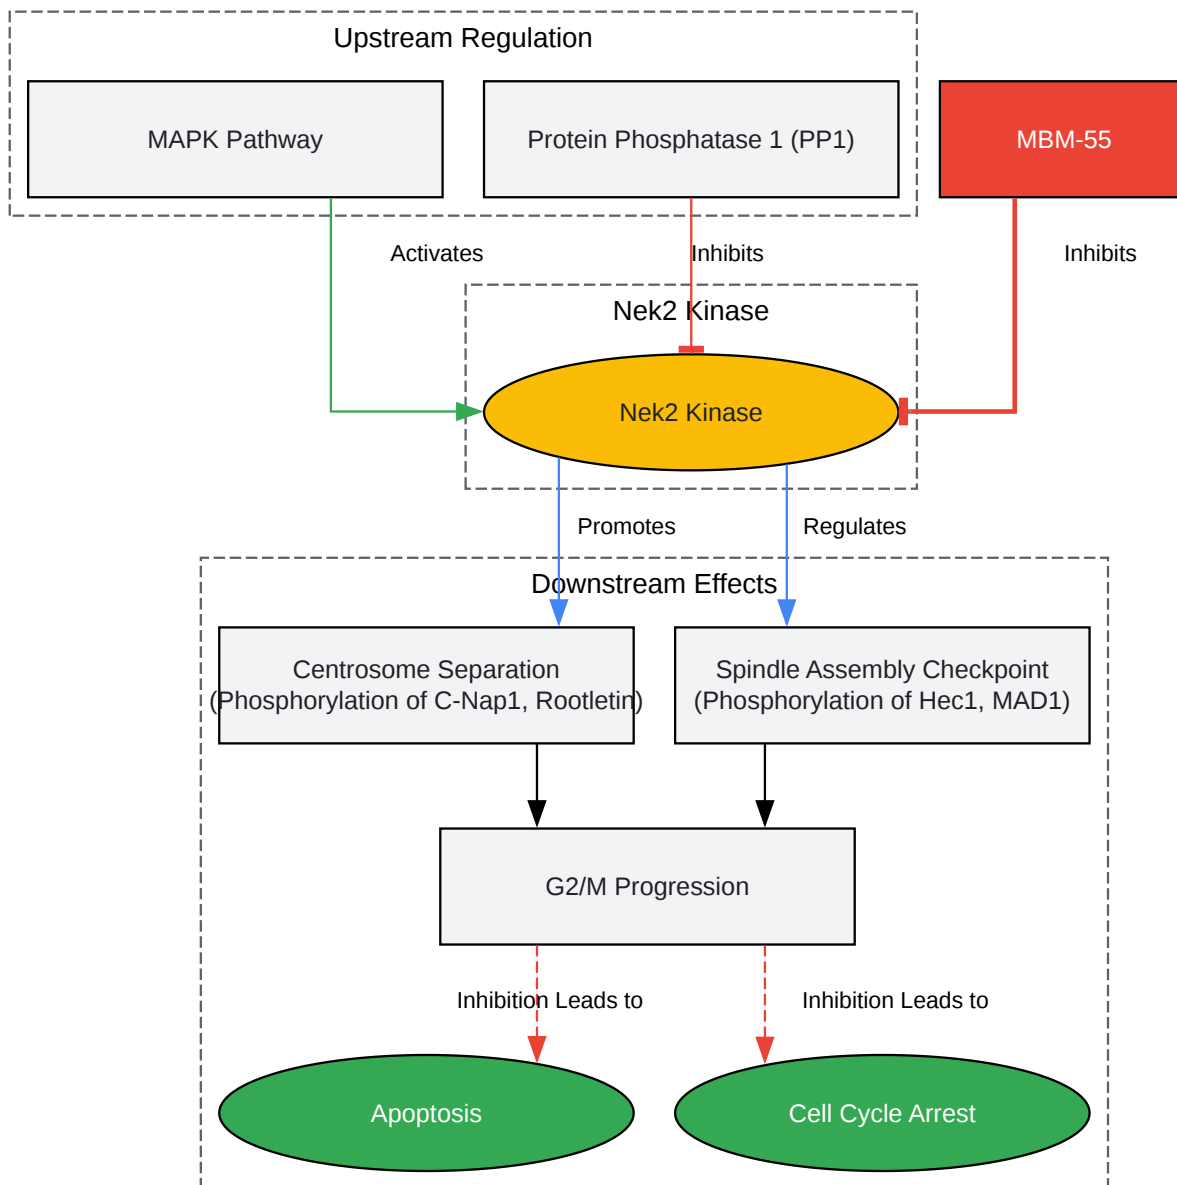 Upstream Regulation
MAPK Pathway
Protein Phosphatase 1 (PP1)
MBM-55
Activates
Inhibits
Inhibits
Nek2 Kinase
Nek2 Kinase
Promotes
Regulates
Downstream Effects
Centrosome Separation
(Phosphorylation of C-Nap1, Rootletin)
Spindle Assembly Checkpoint
(Phosphorylation of Hec1, MAD1)
G2/M Progression
Inhibition Leads to
Inhibition Leads to
Apoptosis
Cell Cycle Arrest